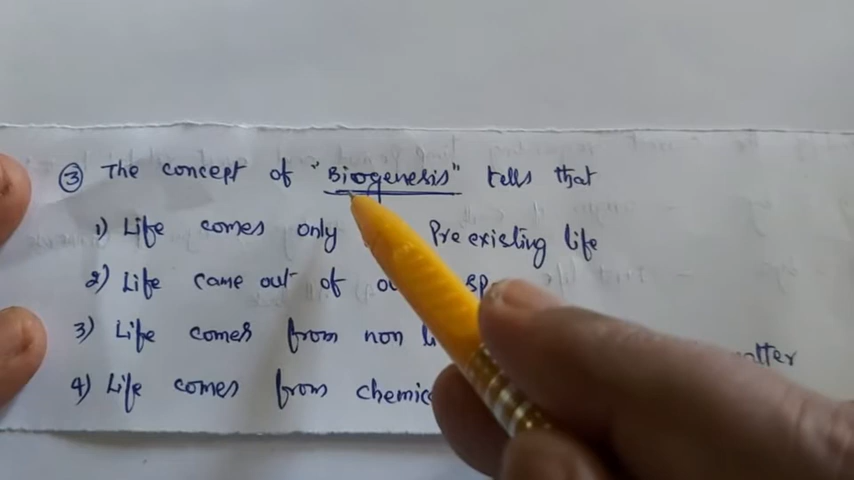 ③ The concept of "Biogenesis" tells that
1) Life comes only Pre existing life
2) Life came out of
3) Life comes from non
4) Life comes from